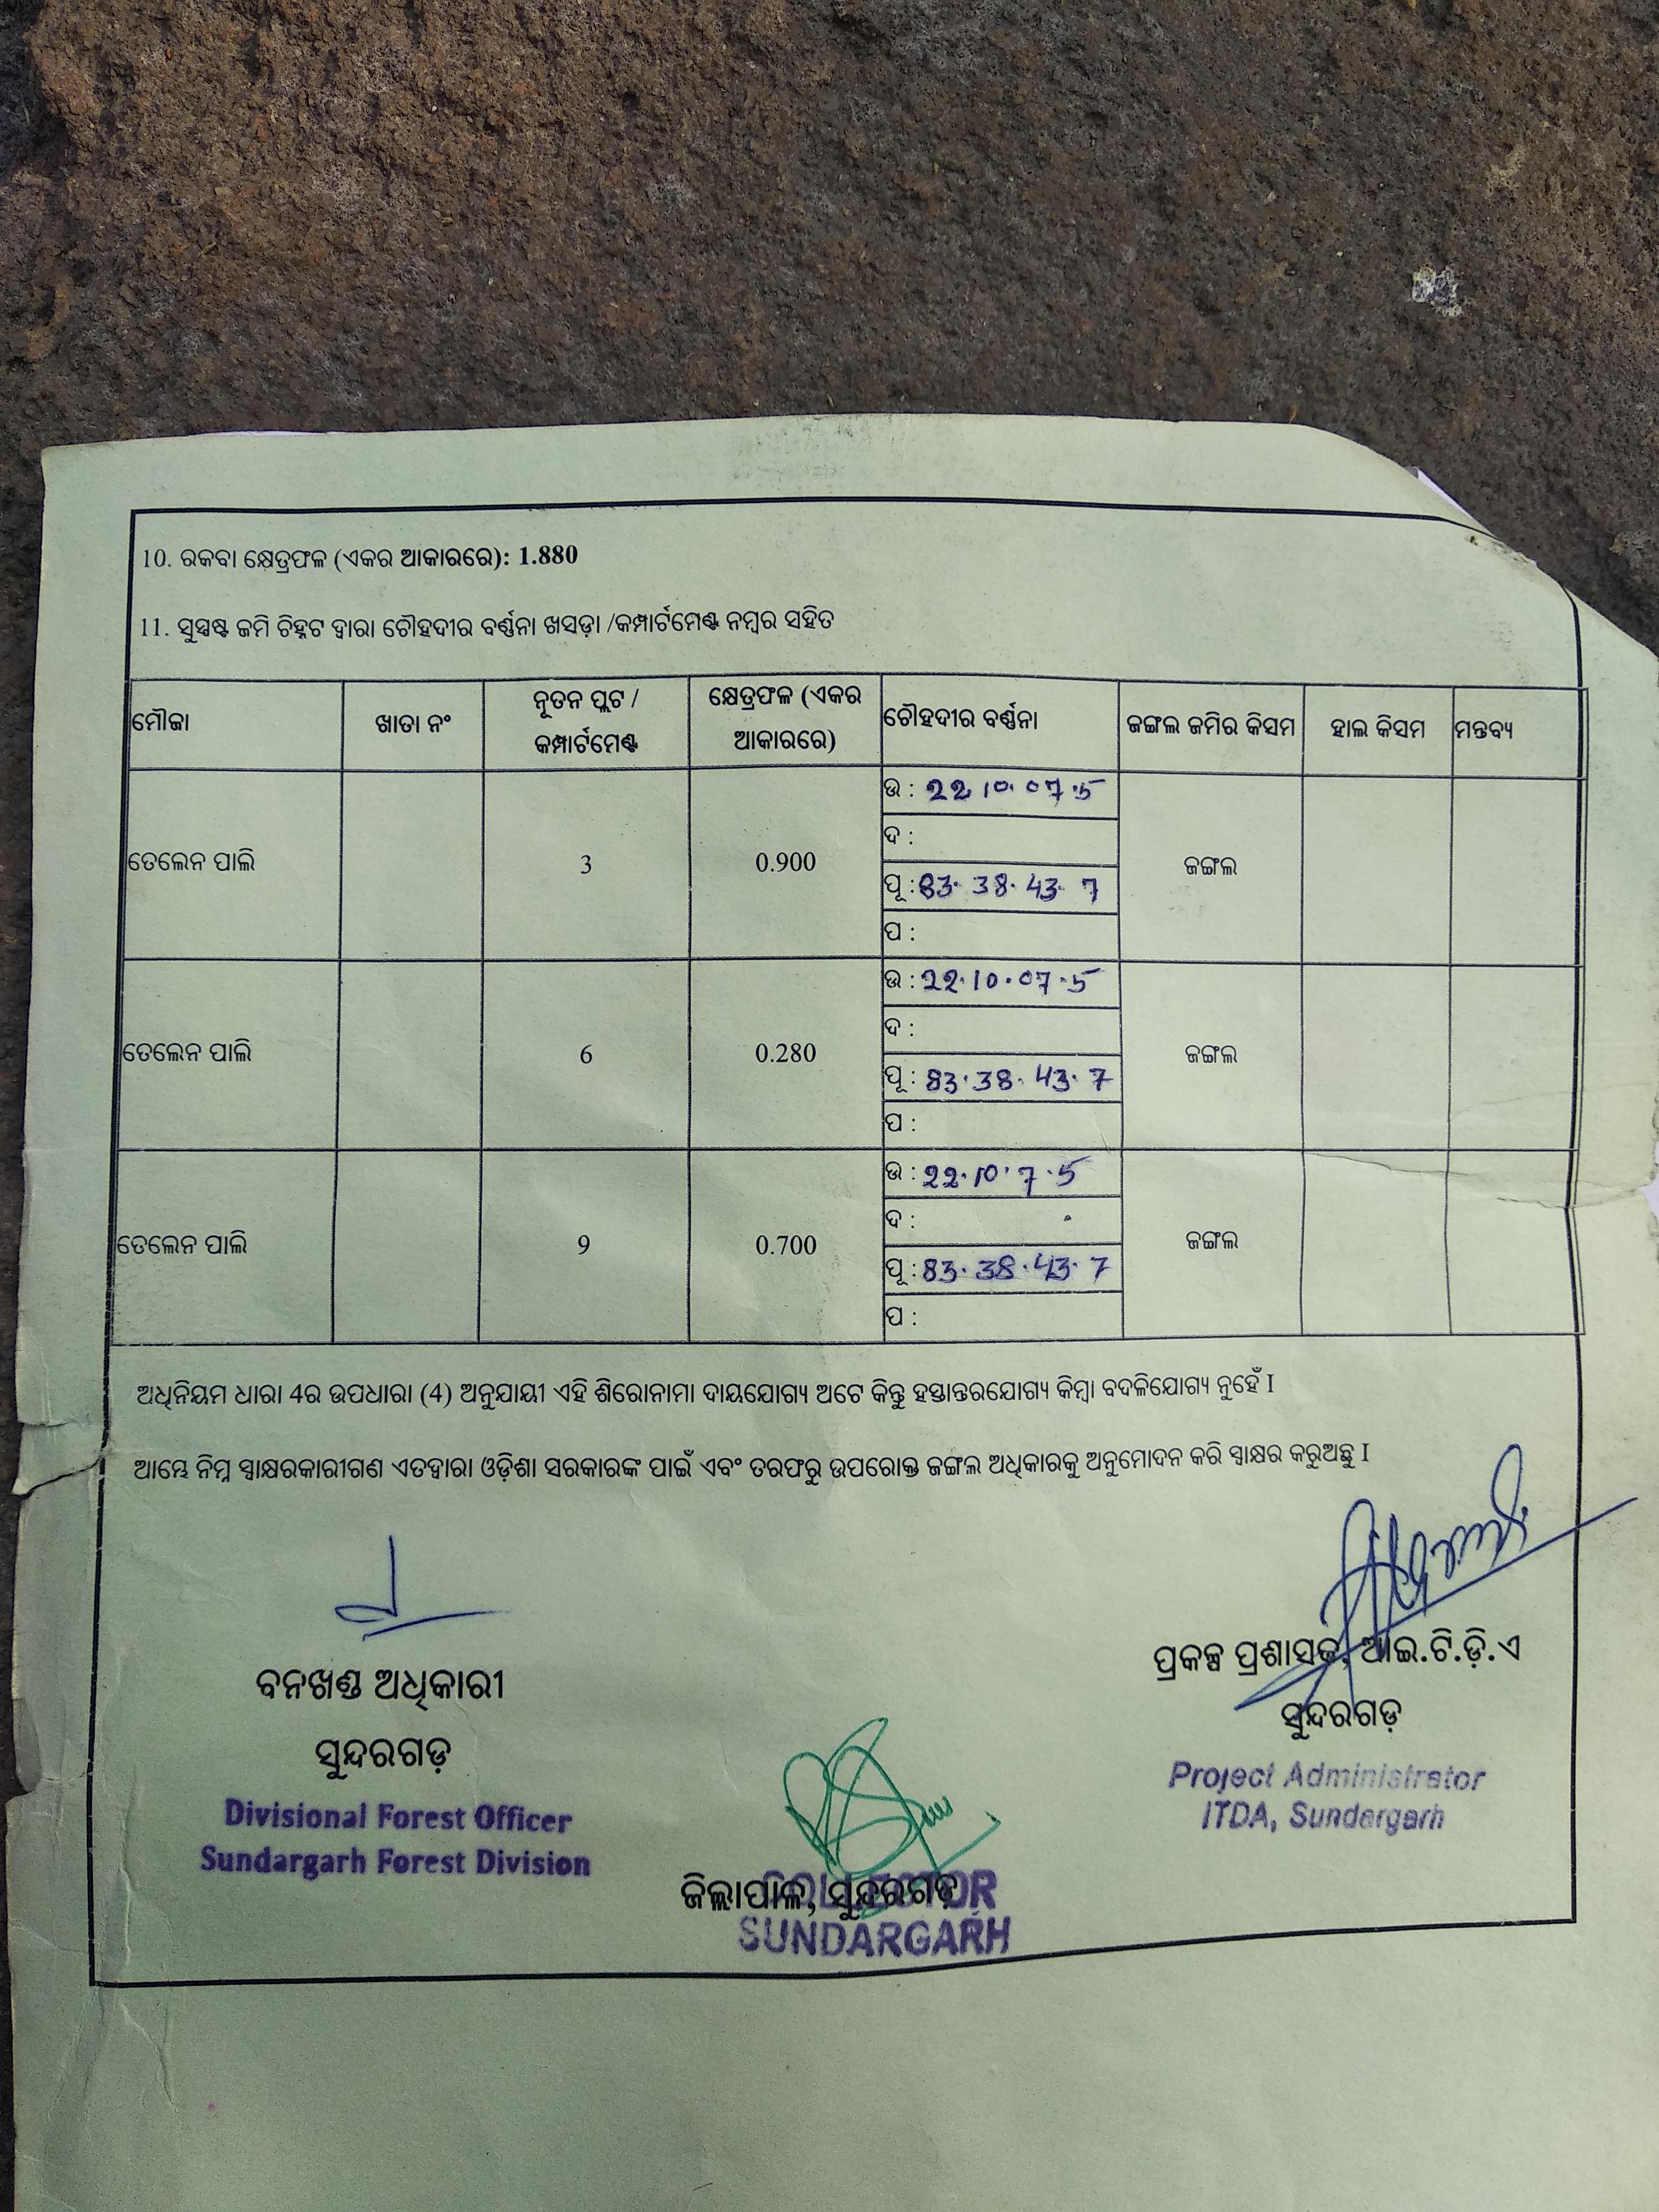 10. ରକବା କ୍ଷେତ୍ରଫଳ (ଏକର ଆକାରରେ): 1.880
11. ସୁସ୍ପଷ୍ଟ ଜମି ଚିହ୍ନଟ ଦ୍ୱାରା ଚୌହଦୀର ବର୍ଣ୍ଣନା ଖସଡ଼ା /କମ୍ପାର୍ଟମେଣ୍ଟ ନମ୍ବର ସହିତ
ମୌଜା ଖାତା ନଂ ନୂତନ ପ୍ଲଟ / କମ୍ପାର୍ଟମେଣ୍ଟ କ୍ଷେତ୍ରଫଳ (ଏକର ଆକାରରେ) ଚୌହଦୀର ବର୍ଣ୍ଣନା ଜଙ୍ଗଲ ଜମିର କିସମ ହାଲ କିସମ ମନ୍ତବ୍ୟ
ତେଲେନ ପାଲି 3 0.900 ଉ : 22.10.07.5 ଜଙ୍ଗଲ
ଦ :
ପୂ : 83.38.43.7
ପ :
ତେଲେନ ପାଲି 6 0.280 ଉ : 22.10.07.5 ଜଙ୍ଗଲ
ଦ :
ପୂ : 83.38.43.7
ପ :
ତେଲେନ ପାଲି 9 0.700 ଉ : 22.10.7.5 ଜଙ୍ଗଲ
ଦ :
ପୂ : 83.38.43.7
ପ :
ଅଧିନିୟମ ଧାରା 4ର ଉପଧାରା (4) ଅନୁଯାୟୀ ଏହି ଶିରୋନାମା ଦାୟଯୋଗ୍ୟ ଅଟେ କିନ୍ତୁ ହସ୍ତାନ୍ତରଯୋଗ୍ୟ କିମ୍ବା ବଦଳିଯୋଗ୍ୟ ନୁହେଁ I
ଆମ୍ଭେ ନିମ୍ନ ସ୍ୱାକ୍ଷରକାରୀଗଣ ଏତଦ୍ୱାରା ଓଡ଼ିଶା ସରକାରଙ୍କ ପାଇଁ ଏବଂ ତରଫରୁ ଉପରୋକ୍ତ ଜଙ୍ଗଲ ଅଧିକାରକୁ ଅନୁମୋଦନ କରି ସ୍ୱାକ୍ଷର କରୁଅଛୁ I
ବନଖଣ୍ଡ ଅଧିକାରୀ
ସୁନ୍ଦରଗଡ଼
Divisional Forest Officer
Sundargarh Forest Division
ପ୍ରକଳ୍ପ ପ୍ରଶାସକ, ଆଇ.ଟି.ଡ଼ି.ଏ
ସୁନ୍ଦରଗଡ଼
Project Administrator
ITDA, Sundargarh
ଜିଲ୍ଲାପାଳ, ସୁନ୍ଦରଗଡ଼
COLLECTOR
SUNDARGARH